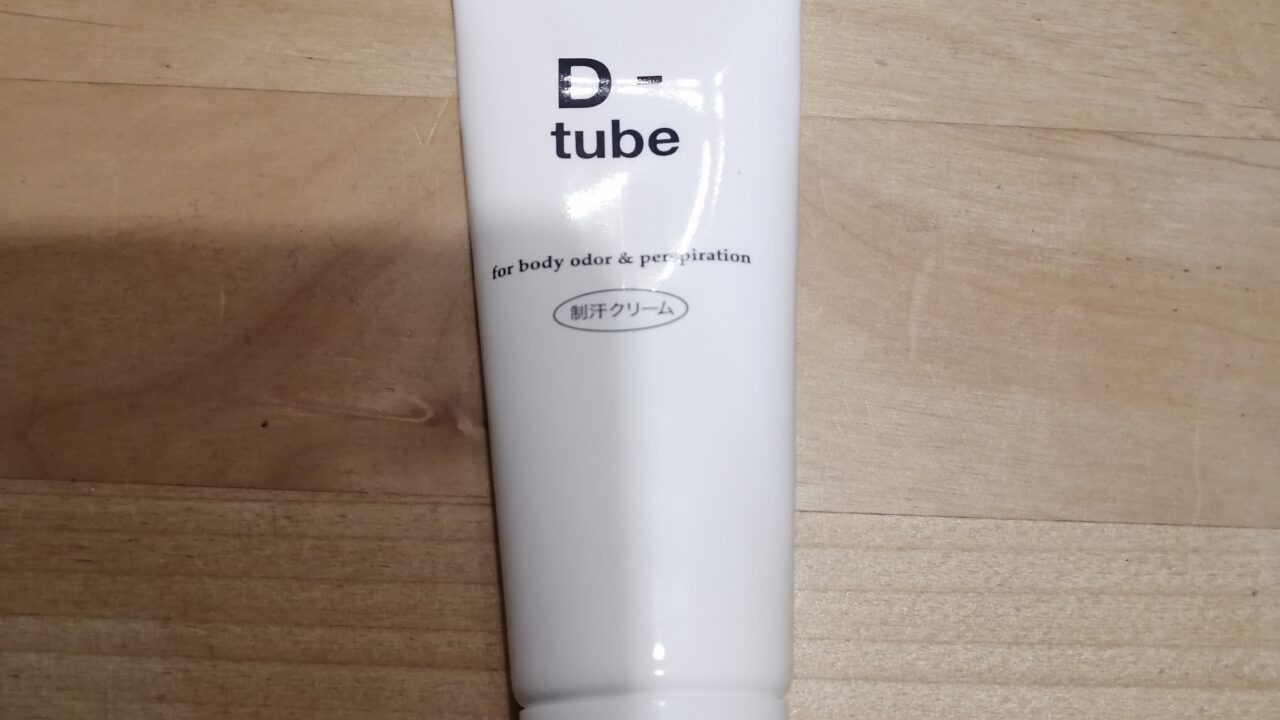 D-
tube
for body odor & perspiration
制汗クリーム